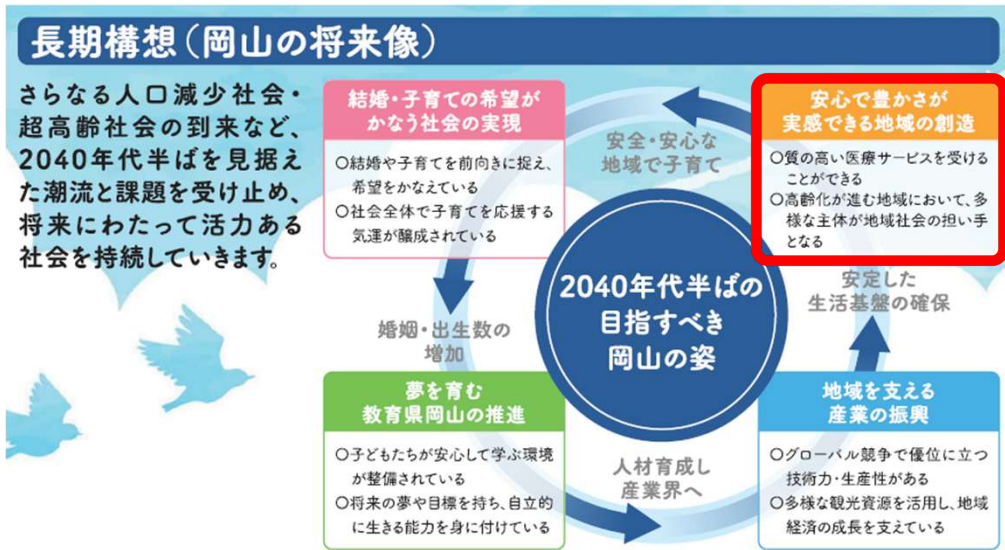 長期構想（岡山の将来像）
さらなる人口減少社会・
超高齢社会の到来など、
2040年代半ばを見据え
た潮流と課題を受け止め、
将来にわたって活力ある
社会を持続していきます。
結婚・子育ての希望が
かなう社会の実現
〇結婚や子育てを前向きに捉え、
希望をかなえている
〇社会全体で子育てを応援する
気運が醸成されている
安全・安心な
地域で子育て
安心で豊かさが
実感できる地域の創造
〇質の高い医療サービスを受ける
ことができる
〇高齢化が進む地域において、多
様な主体が地域社会の担い手
となる
2040年代半ばの
目指すべき
岡山の姿
安定した
生活基盤の確保
婚姻・出生数の
増加
夢を育む
教育県岡山の推進
〇子どもたちが安心して学ぶ環境
が整備されている
〇将来の夢や目標を持ち、自立的
に生きる能力を身に付けている
人材育成し
産業界へ
地域を支える
産業の振興
〇グローバル競争で優位に立つ
技術力・生産性がある
〇多様な観光資源を活用し、地域
経済の成長を支えている